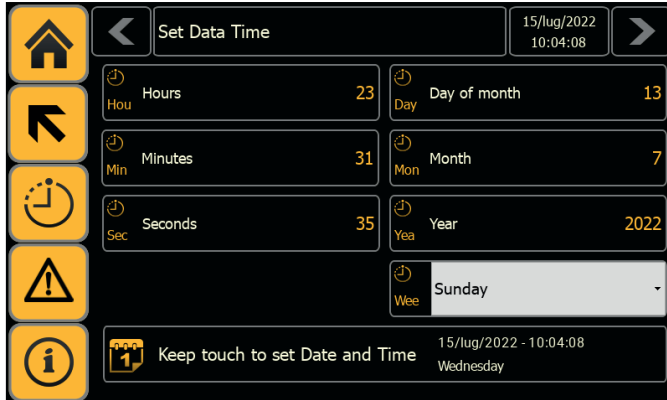 Set Data Time
15/lug/2022
10:04:08
Hou Hours 23
Day Day of month 13
Min Minutes 31
Mon Month 7
Sec Seconds 35
Yea Year 2022
Wee Sunday
1 Keep touch to set Date and Time
15/lug/2022 - 10:04:08
Wednesday
i